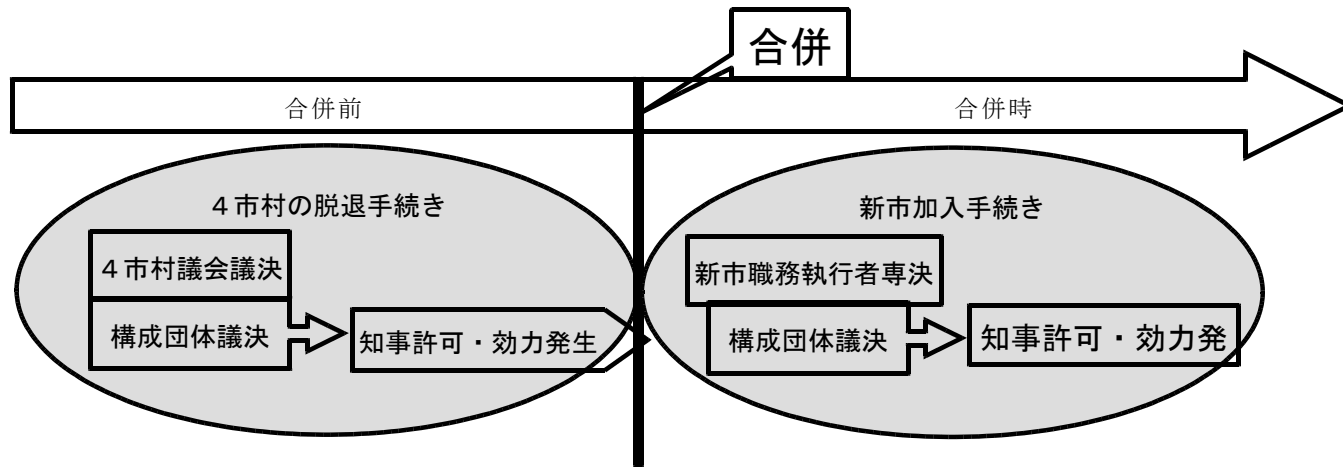 合併
合併前
合併時
４市村の脱退手続き
４市村議会議決
構成団体議決
知事許可・効力発生
新市加入手続き
新市職務執行者専決
構成団体議決
知事許可・効力発